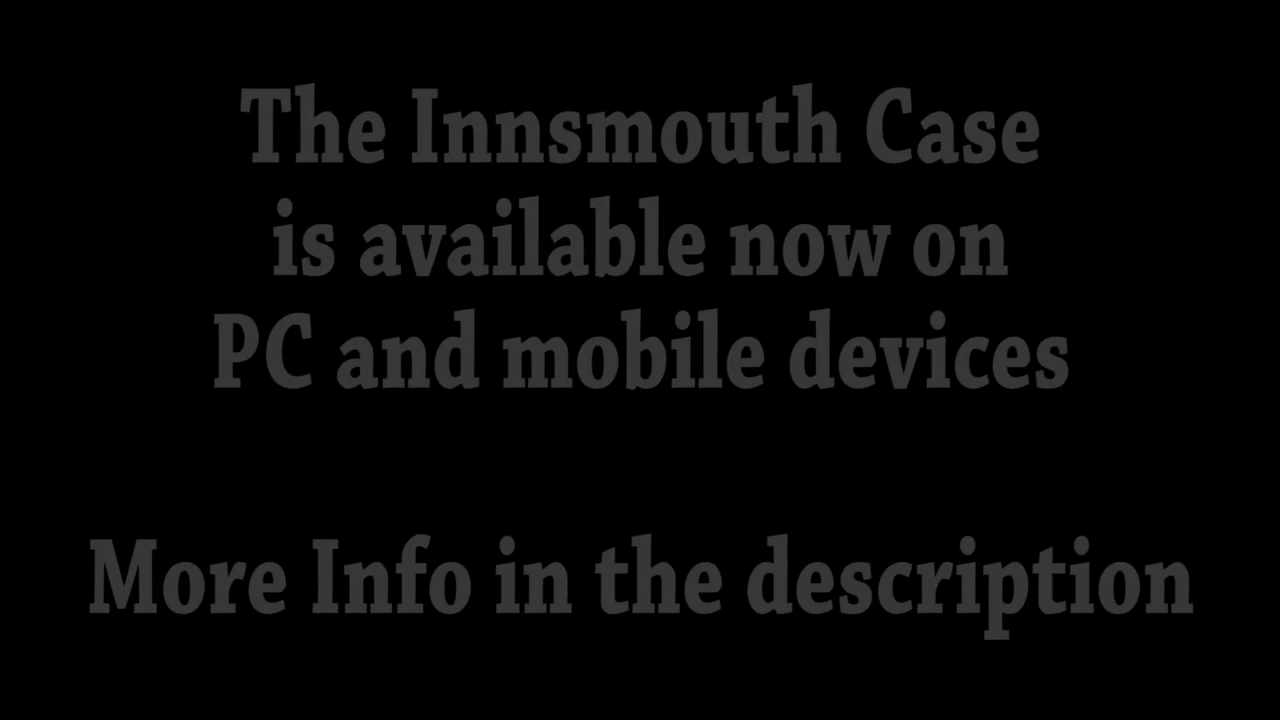 The Innsmouth Case
is available now on
PC and mobile devices
More Info in the description